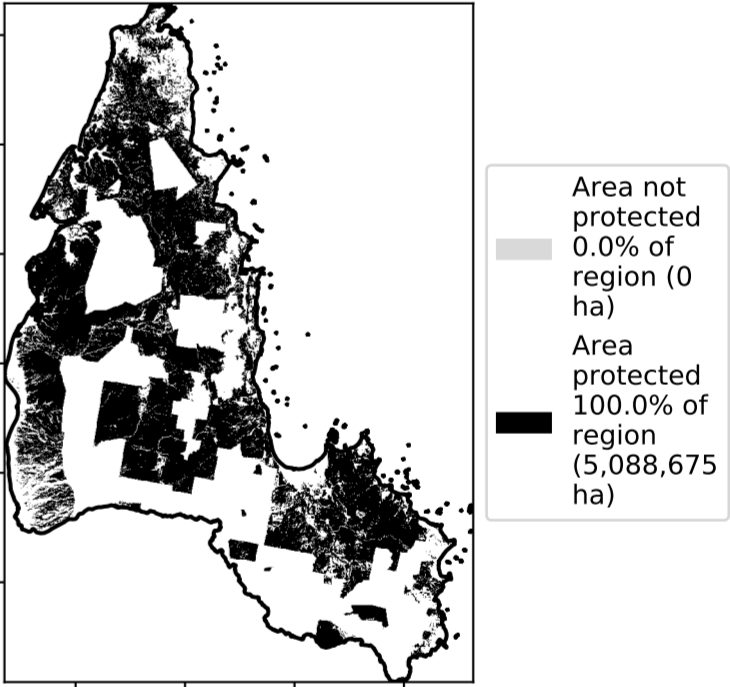 Area not
protected
0.0% of
region (0
ha)
Area
protected
100.0% of
region
(5,088,675
ha)